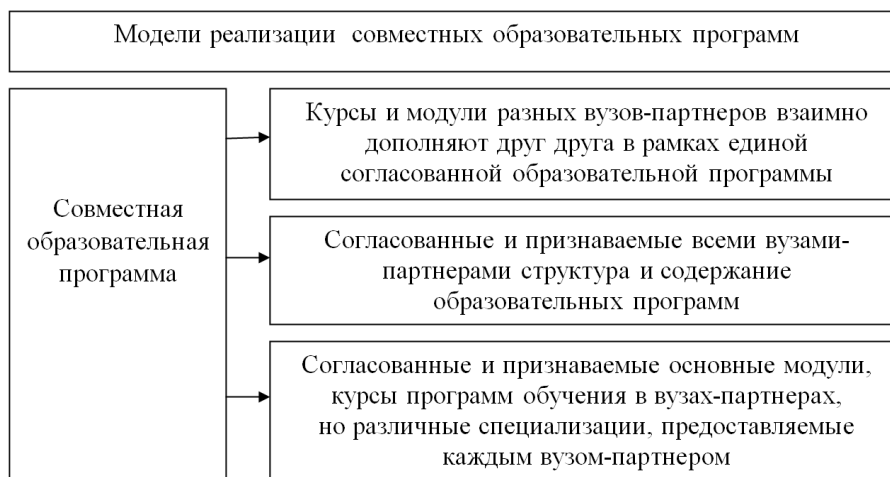 Модели реализации совместных образовательных программ
Совместная
образовательная
программа
Курсы и модули разных вузов-партнеров взаимно
дополняют друг друга в рамках единой
согласованной образовательной программы
Согласованные и признаваемые всеми вузами-
партнерами структура и содержание
образовательных программ
Согласованные и признаваемые основные модули,
курсы программ обучения в вузах-партнерах,
но различные специализации, предоставляемые
каждым вузом-партнером